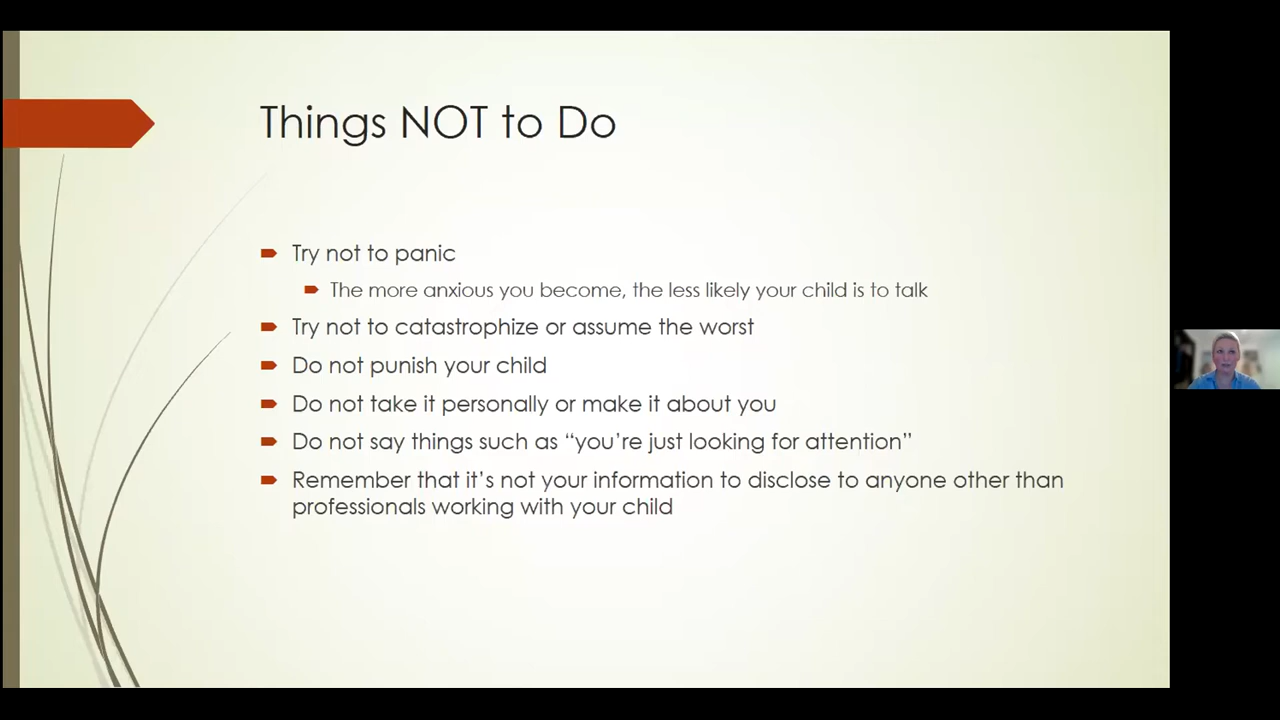 Things NOT to Do
Try not to panic
The more anxious you become, the less likely your child is to talk
Try not to catastrophize or assume the worst
Do not punish your child
Do not take it personally or make it about you
Do not say things such as “you’re just looking for attention”
Remember that it’s not your information to disclose to anyone other than
professionals working with your child